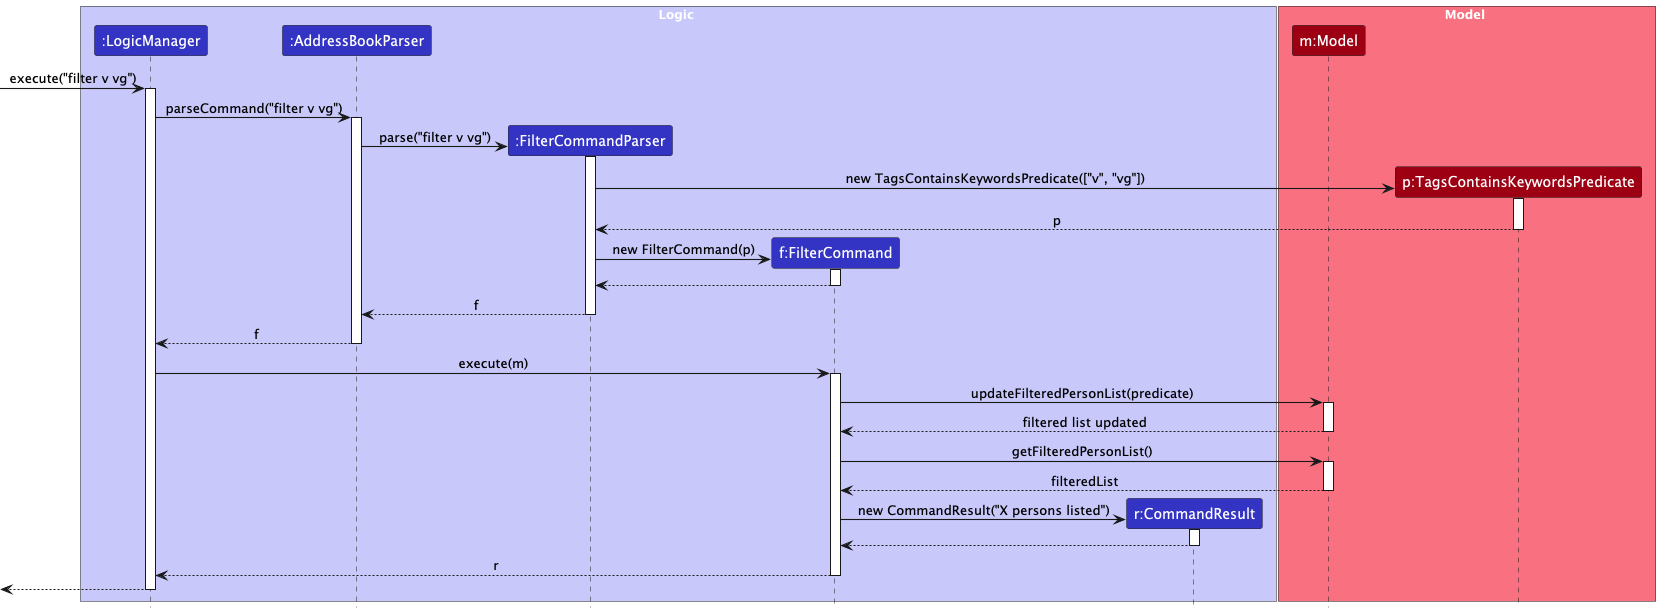 Logic
Model
:LogicManager
:AddressBookParser
m:Model
execute("filter v vg")
parseCommand("filter v vg")
parse("filter v vg")
:FilterCommandParser
new TagsContainsKeywordsPredicate(["v", "vg"])
p:TagsContainsKeywordsPredicate
p
new FilterCommand(p)
f:FilterCommand
f
f
execute(m)
updateFilteredPersonList(predicate)
filtered list updated
getFilteredPersonList()
filteredList
new CommandResult("X persons listed")
r:CommandResult
r